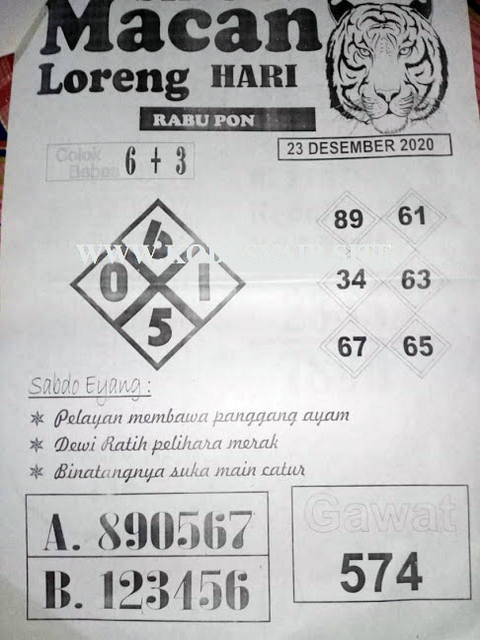 Macan
Loreng HARI
RABU PON
23 DESEMBER 2020
Colok
Bebas
6 + 3
89 61
6
0 1
5
34 63
67 65
Sabdo Eyang :
Pelayan membawa panggang ayam
Dewi Ratih pelihara merak
Binatangnya suka main catur
A. 890567
B. 123456
Gawat
574